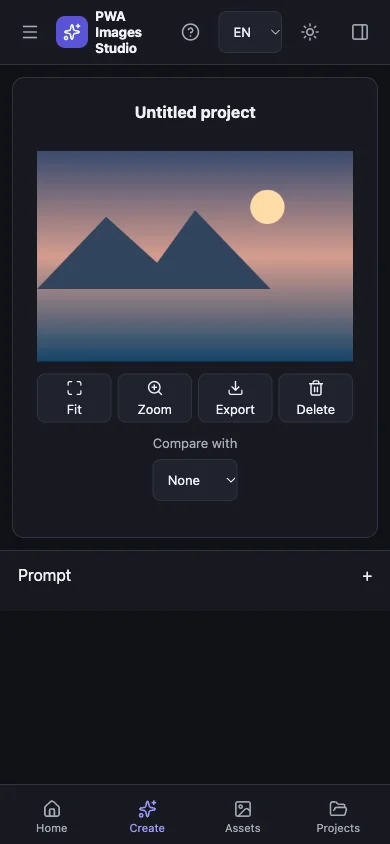 PWA
Images
Studio
EN
Untitled project
Fit
Zoom
Export
Delete
Compare with
None
Prompt
+
Home
Create
Assets
Projects